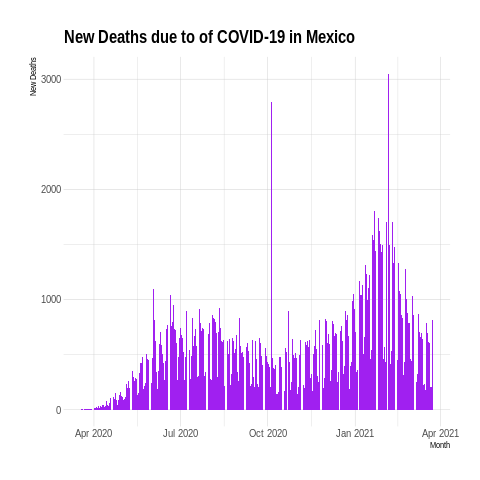 New Deaths due to of COVID-19 in Mexico
New Deaths
3000
2000
1000
0
Apr 2020
Jul 2020
Oct 2020
Jan 2021
Apr 2021
Month